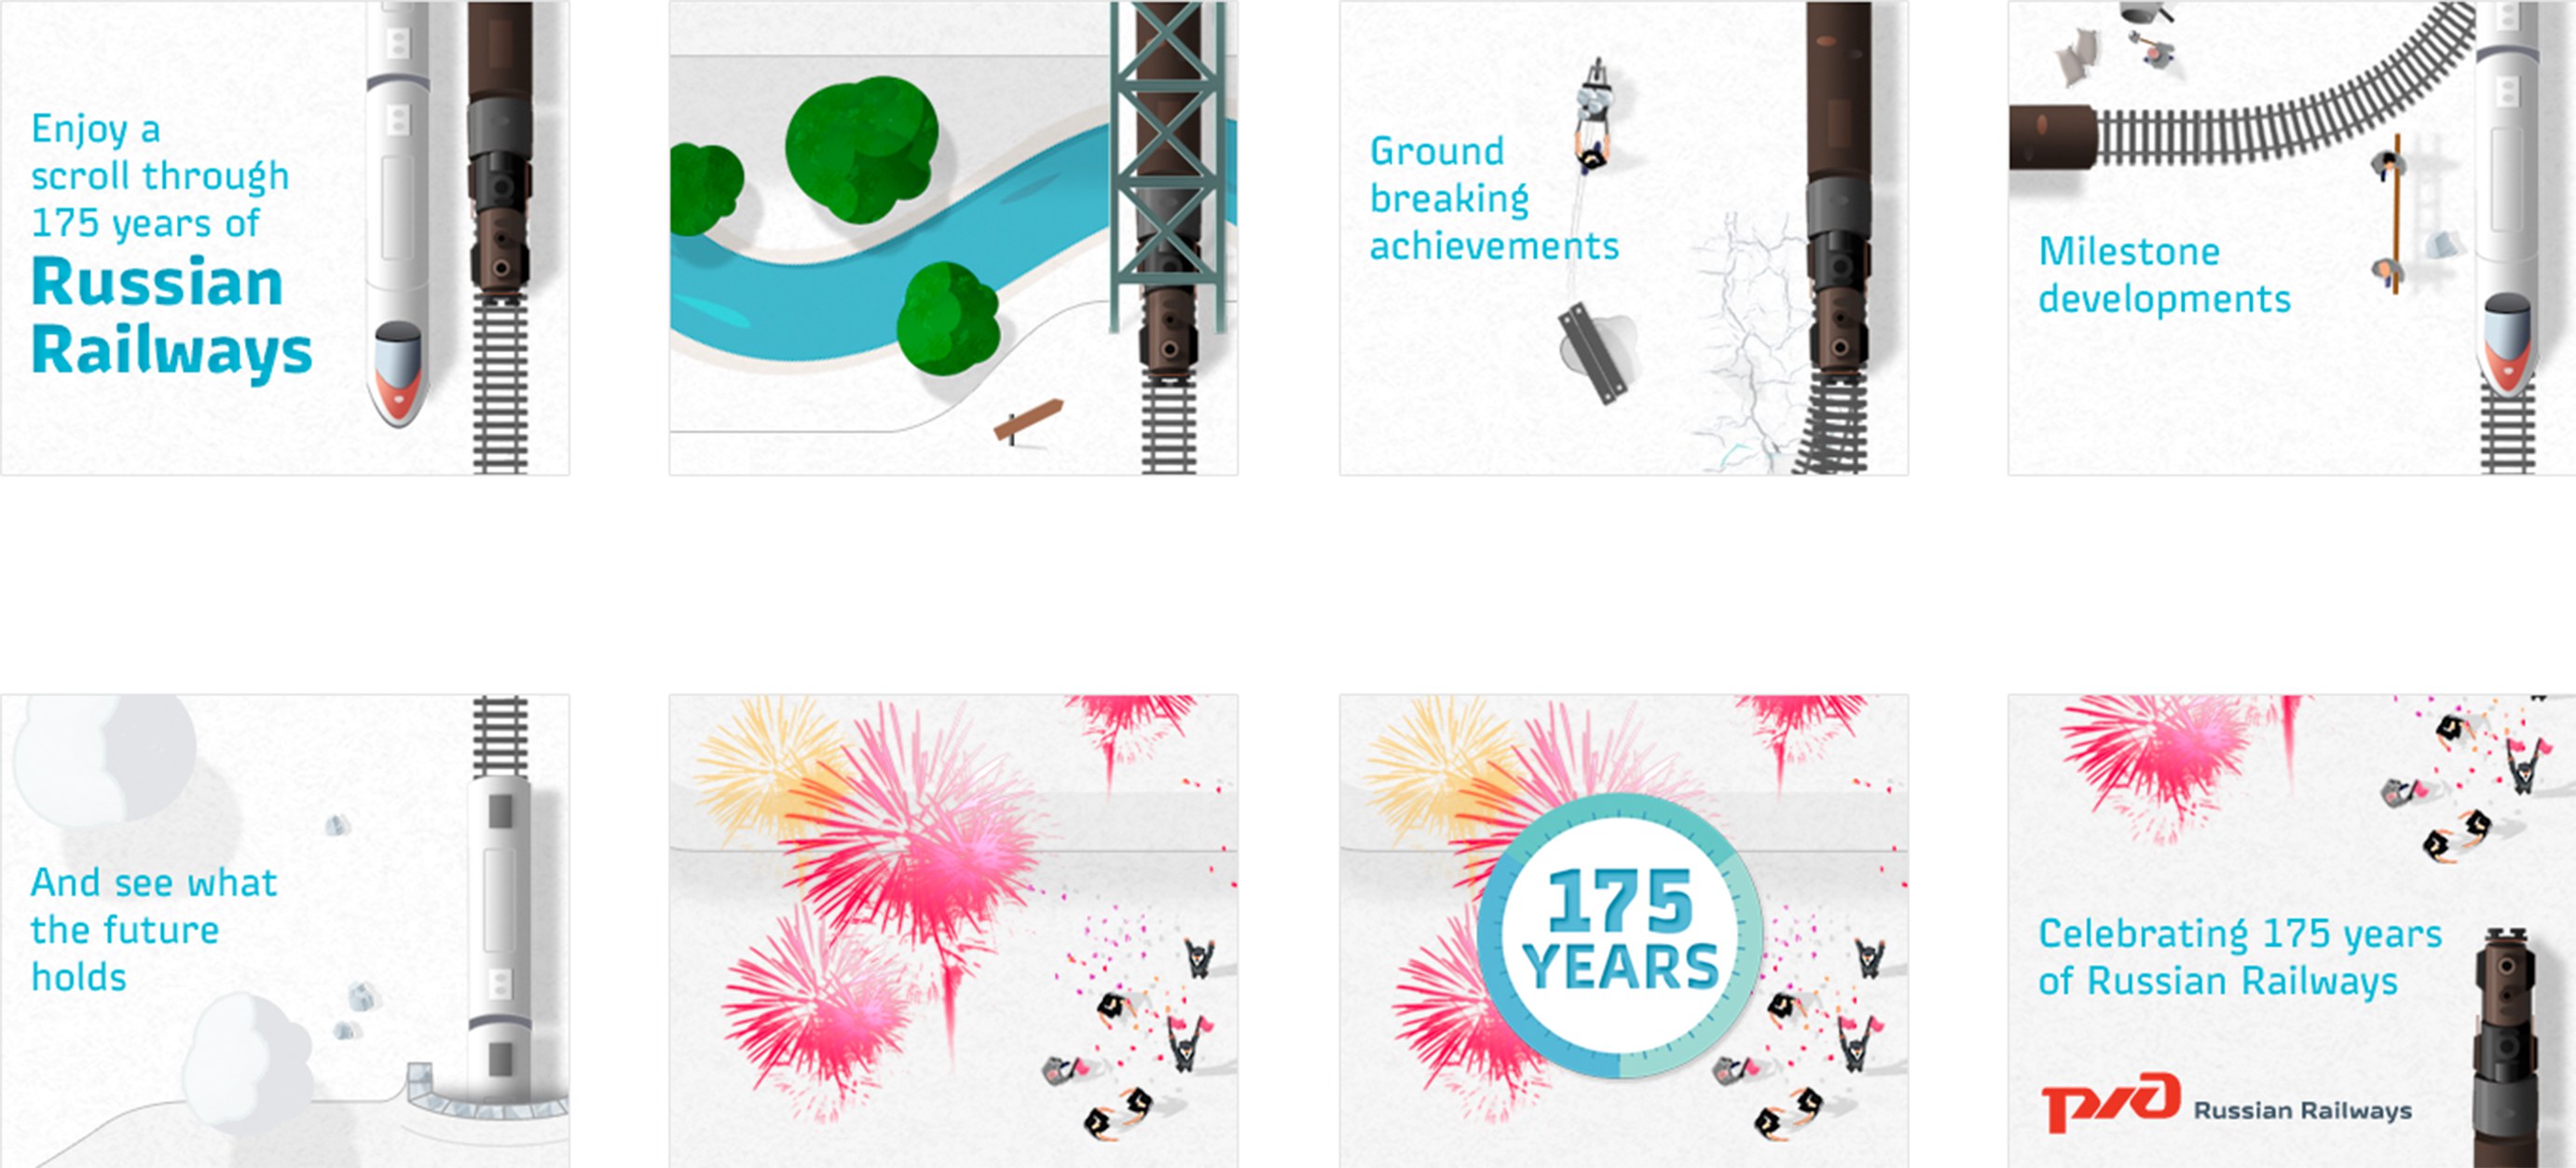 Enjoy a
scroll through
175 years of
Russian
Railways
Ground
breaking
achievements
Milestone
developments
And see what
the future
holds
175
YEARS
Celebrating 175 years
of Russian Railways
Russian Railways